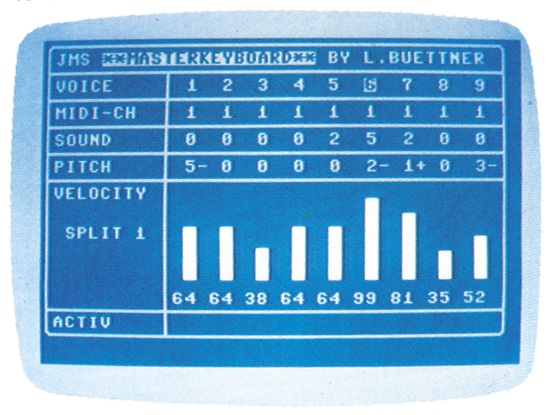 JMS **MASTERKEYBOARD** BY L.BUETTNER
VOICE 1 2 3 4 5 6 7 8 9
MIDI-CH 1 1 1 1 1 1 1 1 1
SOUND 0 0 0 0 2 5 2 0 0
PITCH 5- 0 0 0 0 2- 1+ 0 3-
VELOCITY
SPLIT 1
64 64 38 64 64 99 81 35 52
ACTIV